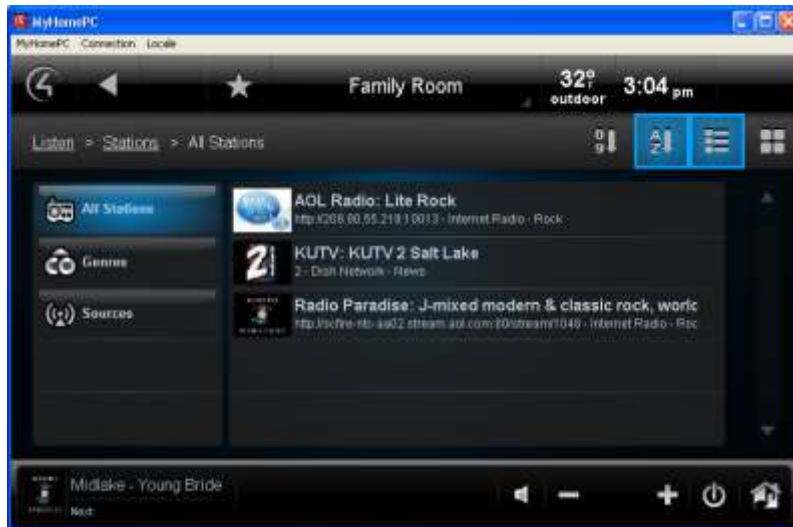 MyHomePC
MyHomePC Connection Locale
Family Room
32°F
outdoor
3:04 pm
Listen > Stations > All Stations
All Stations
Genres
Sources
AOL Radio: Lite Rock
Internet Radio - Rock
KUTV: KUTV 2 Salt Lake
2 - Dish Network - News
Radio Paradise: J-mixed modern & classic rock, worlc
Internet Radio - Roc
Midlake - Young Bride
Next: